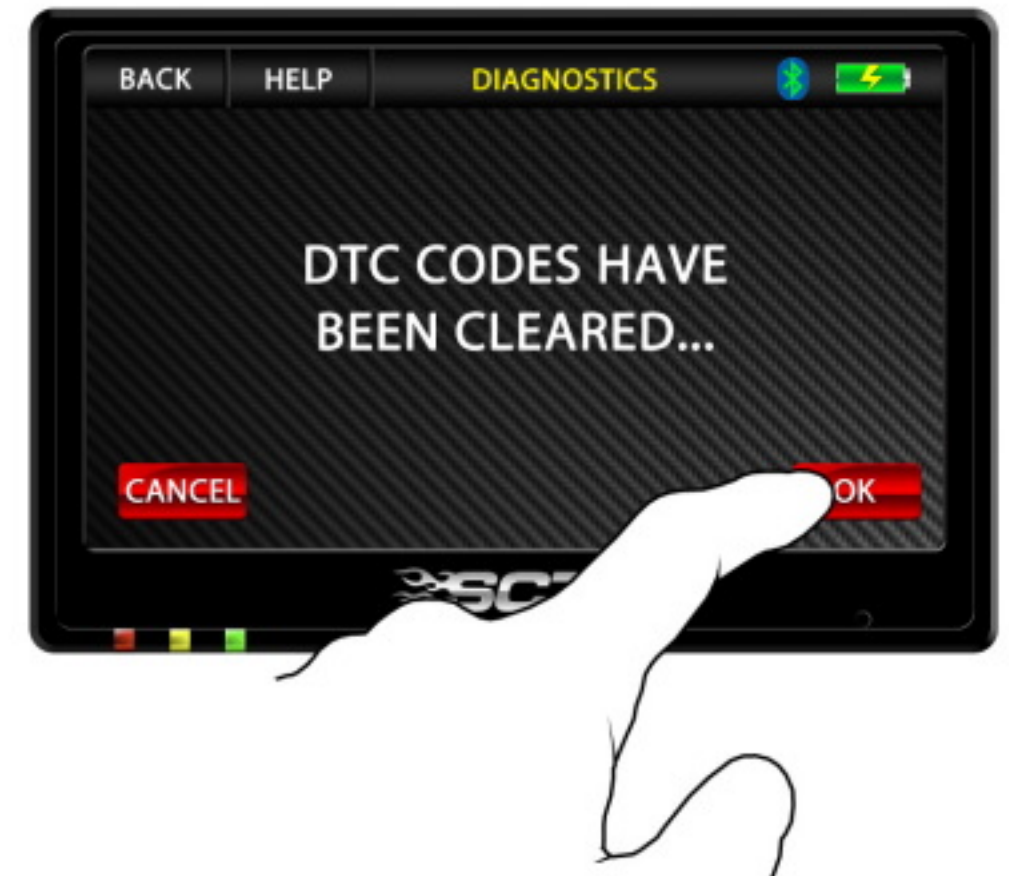 BACK
HELP
DIAGNOSTICS
DTC CODES HAVE
BEEN CLEARED...
CANCEL
OK